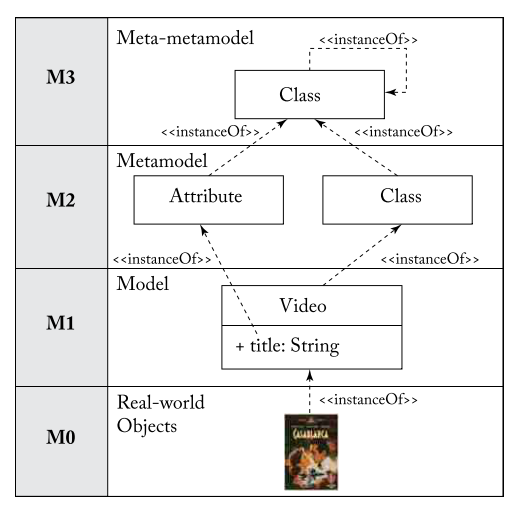 Meta-metamodel
<<instanceOf>>
M3
Class
<<instanceOf>>
<<instanceOf>>
Metamodel
M2
Attribute
Class
<<instanceOf>>
<<instanceOf>>
Model
M1
Video
+ title: String
Real-world
Objects
<<instanceOf>>
M0
CASABLANCA